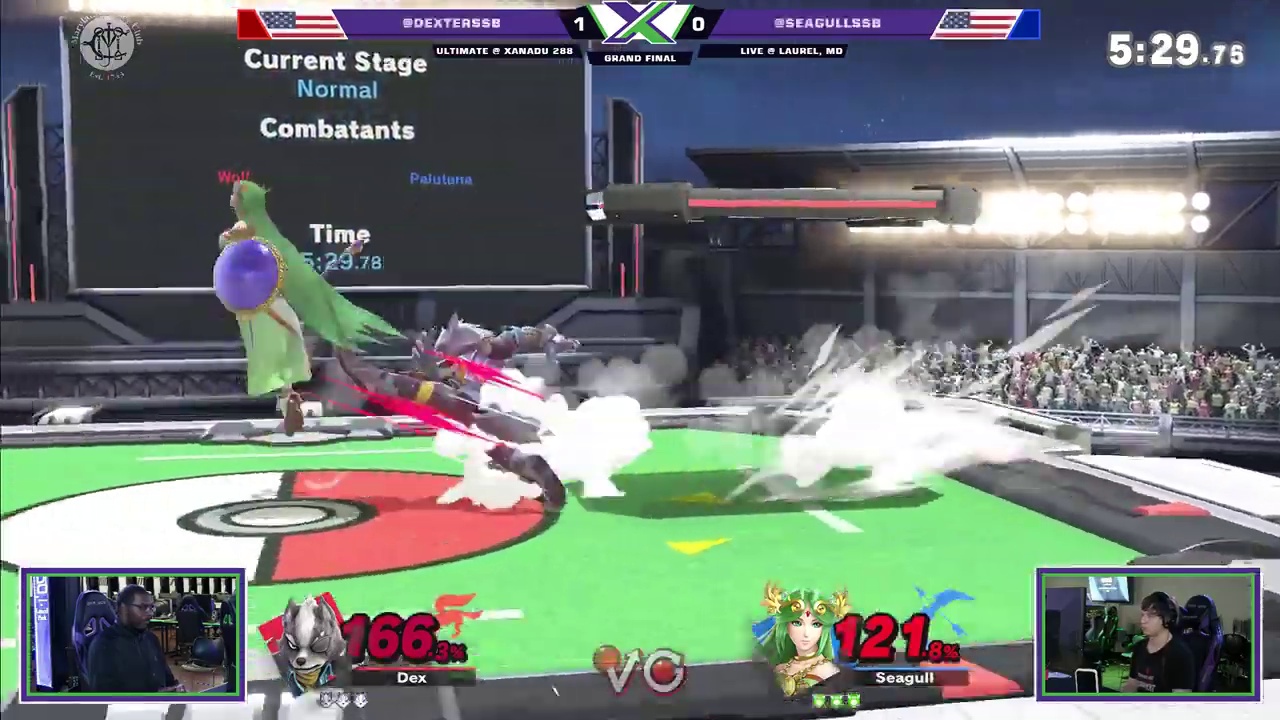 @DEXTERSSB
1
0
@SEAGULLSSB
ULTIMATE @ XANADU 288
GRAND FINAL
LIVE @ LAUREL, MD
5:29.75
Current Stage
Normal
Combatants
Wolf
Palutena
Time
5:29.78
166.3%
Dex
121.8%
Seagull